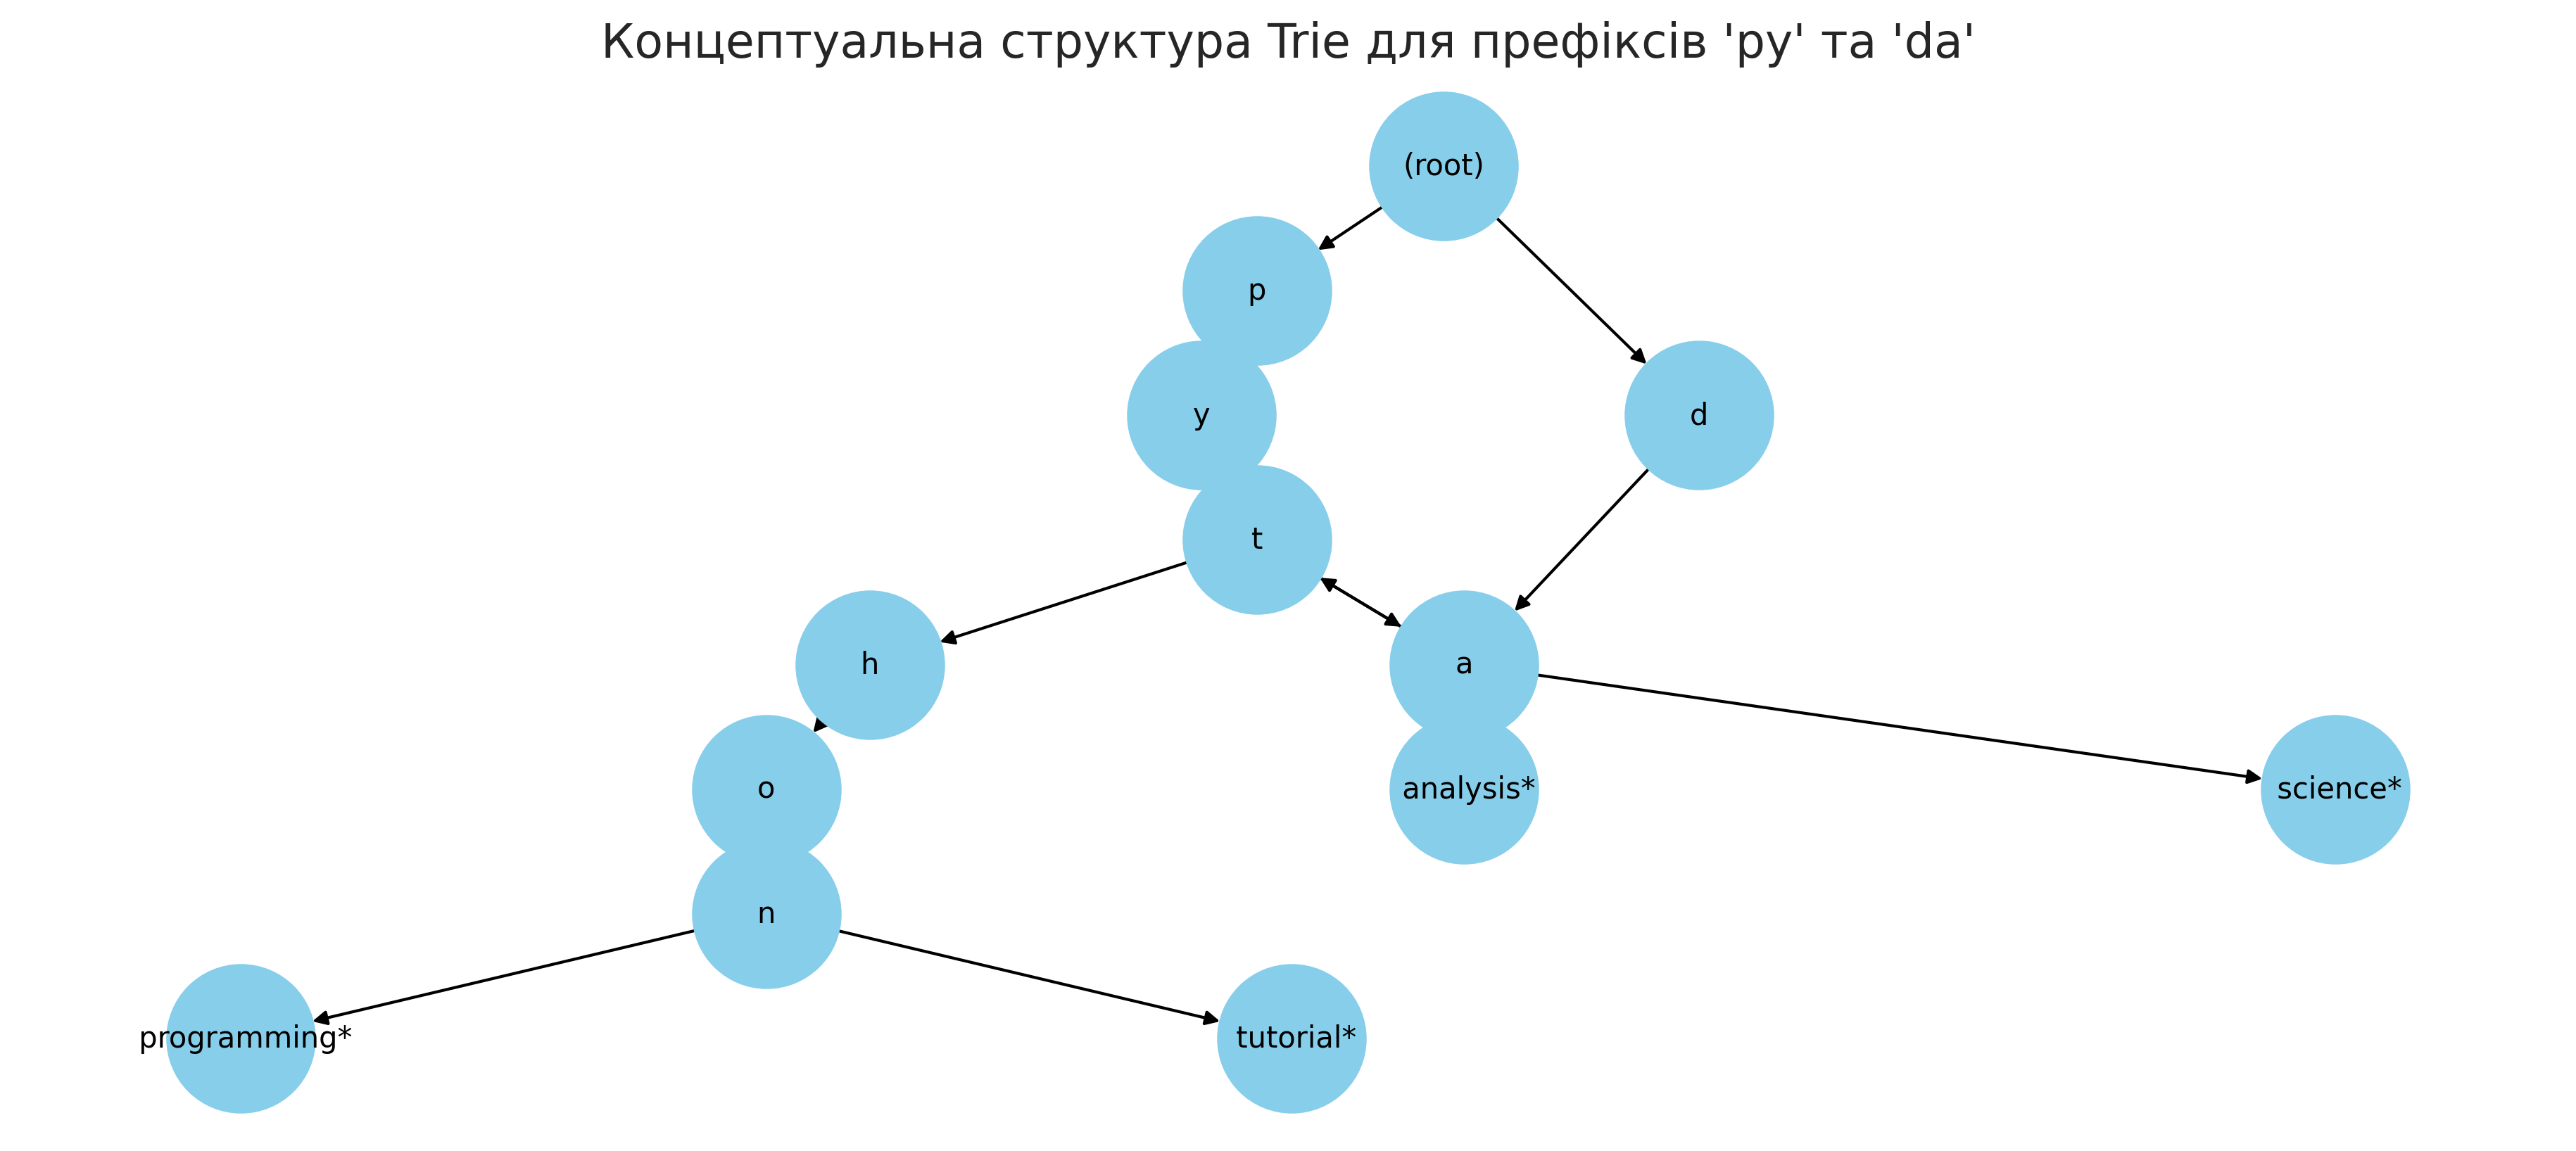 Концептуальна структура Trie для префіксів 'py' та 'da'
(root)
p
y
d
t
h
a
o
analysis*
science*
n
programming*
tutorial*